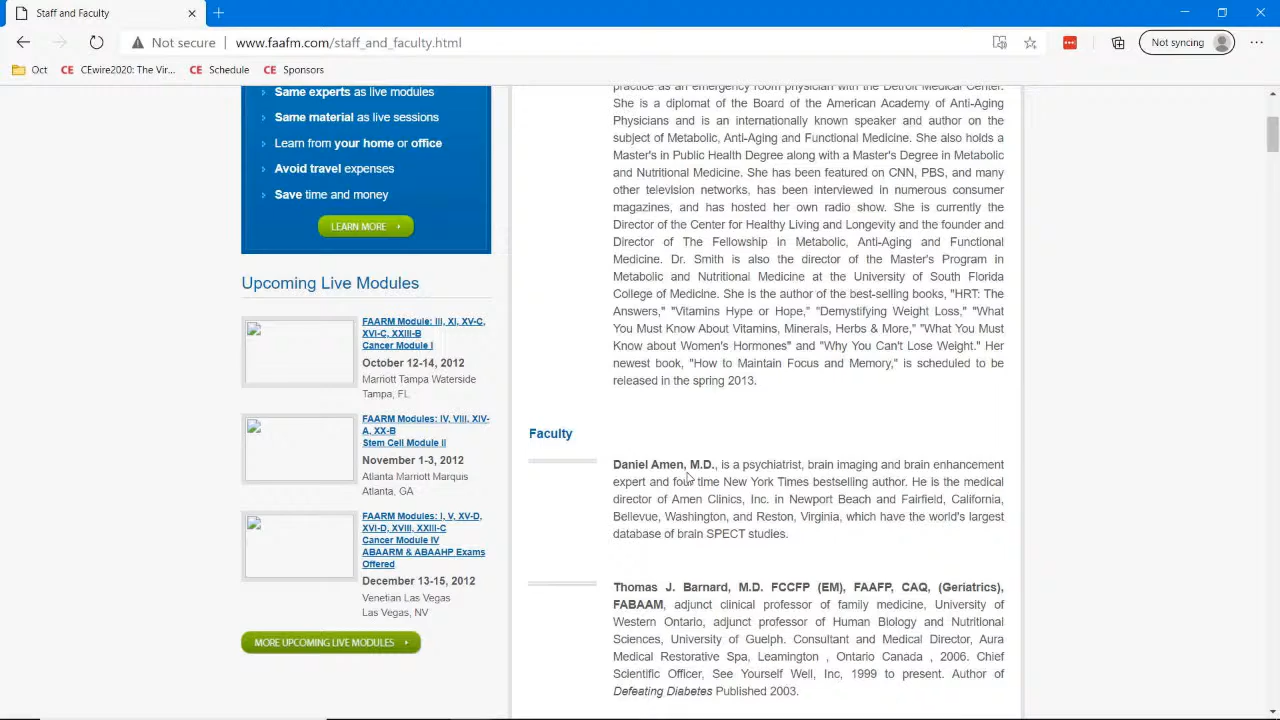 Staff and Faculty
Not secure
www.faafm.com/staff_and_faculty.html
Not syncing
Oct
CEwire2020: The Vir...
Schedule
Sponsors
Same experts as live modules
Same material as live sessions
Learn from your home or office
Avoid travel expenses
Save time and money
LEARN MORE
Upcoming Live Modules
FAARM Module: III, XI, XV-C,
XVI-C, XXIII-B
Cancer Module I
October 12-14, 2012
Marriott Tampa Waterside
Tampa, FL
FAARM Modules: IV, VIII, XIV-
A, XX-B
Stem Cell Module II
November 1-3, 2012
Atlanta Marriott Marquis
Atlanta, GA
FAARM Modules: I, V, XV-D,
XVI-D, XVIII, XXIII-C
Cancer Module IV
ABAARM & ABAAHP Exams
Offered
December 13-15, 2012
Venetian Las Vegas
Las Vegas, NV
MORE UPCOMING LIVE MODULES
practice as an emergency room physician with the Detroit Medical Center.
She is a diplomat of the Board of the American Academy of Anti-Aging
Physicians and is an internationally known speaker and author on the
subject of Metabolic, Anti-Aging and Functional Medicine. She also holds a
Master's in Public Health Degree along with a Master's Degree in Metabolic
and Nutritional Medicine. She has been featured on CNN, PBS, and many
other television networks, has been interviewed in numerous consumer
magazines, and has hosted her own radio show. She is currently the
Director of the Center for Healthy Living and Longevity and the founder and
Director of The Fellowship in Metabolic, Anti-Aging and Functional
Medicine. Dr. Smith is also the director of the Master's Program in
Metabolic and Nutritional Medicine at the University of South Florida
College of Medicine. She is the author of the best-selling books, "HRT: The
Answers," "Vitamins Hype or Hope," "Demystifying Weight Loss," "What
You Must Know About Vitamins, Minerals, Herbs & More," "What You Must
Know about Women's Hormones" and "Why You Can't Lose Weight." Her
newest book, "How to Maintain Focus and Memory," is scheduled to be
released in the spring 2013.
Faculty
Daniel Amen, M.D., is a psychiatrist, brain imaging and brain enhancement
expert and four time New York Times bestselling author. He is the medical
director of Amen Clinics, Inc. in Newport Beach and Fairfield, California,
Bellevue, Washington, and Reston, Virginia, which have the world's largest
database of brain SPECT studies.
Thomas J. Barnard, M.D. FCCFP (EM), FAAFP, CAQ, (Geriatrics),
FABAAM, adjunct clinical professor of family medicine, University of
Western Ontario, adjunct professor of Human Biology and Nutritional
Sciences, University of Guelph. Consultant and Medical Director, Aura
Medical Restorative Spa, Leamington , Ontario Canada , 2006. Chief
Scientific Officer, See Yourself Well, Inc, 1999 to present. Author of
Defeating Diabetes Published 2003.